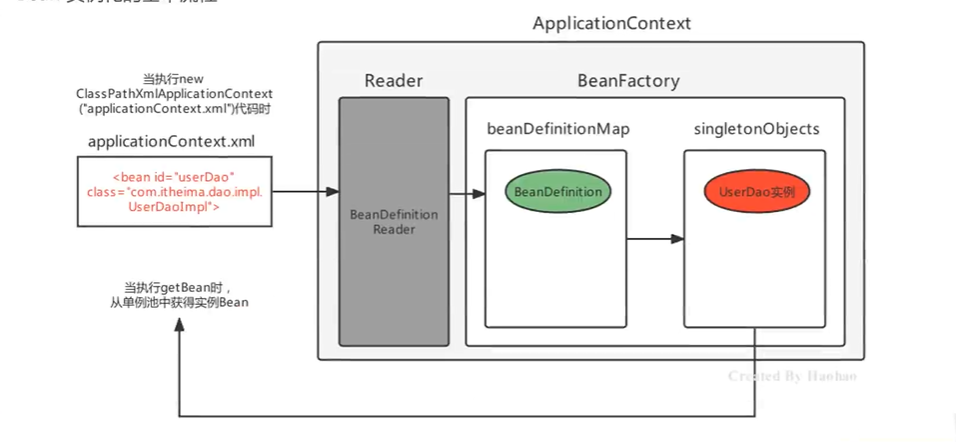 ApplicationContext
当执行new
ClassPathXmlApplicationContext
("applicationContext.xml")代码时
Reader
BeanFactory
applicationContext.xml
beanDefinitionMap
singletonObjects
<bean id="userDao"
class="com.itheima.dao.impl.
UserDaoImpl">
BeanDefinition
UserDao实例
BeanDefinition
Reader
当执行getBean时，
从单例池中获得实例Bean
Created By Haohao